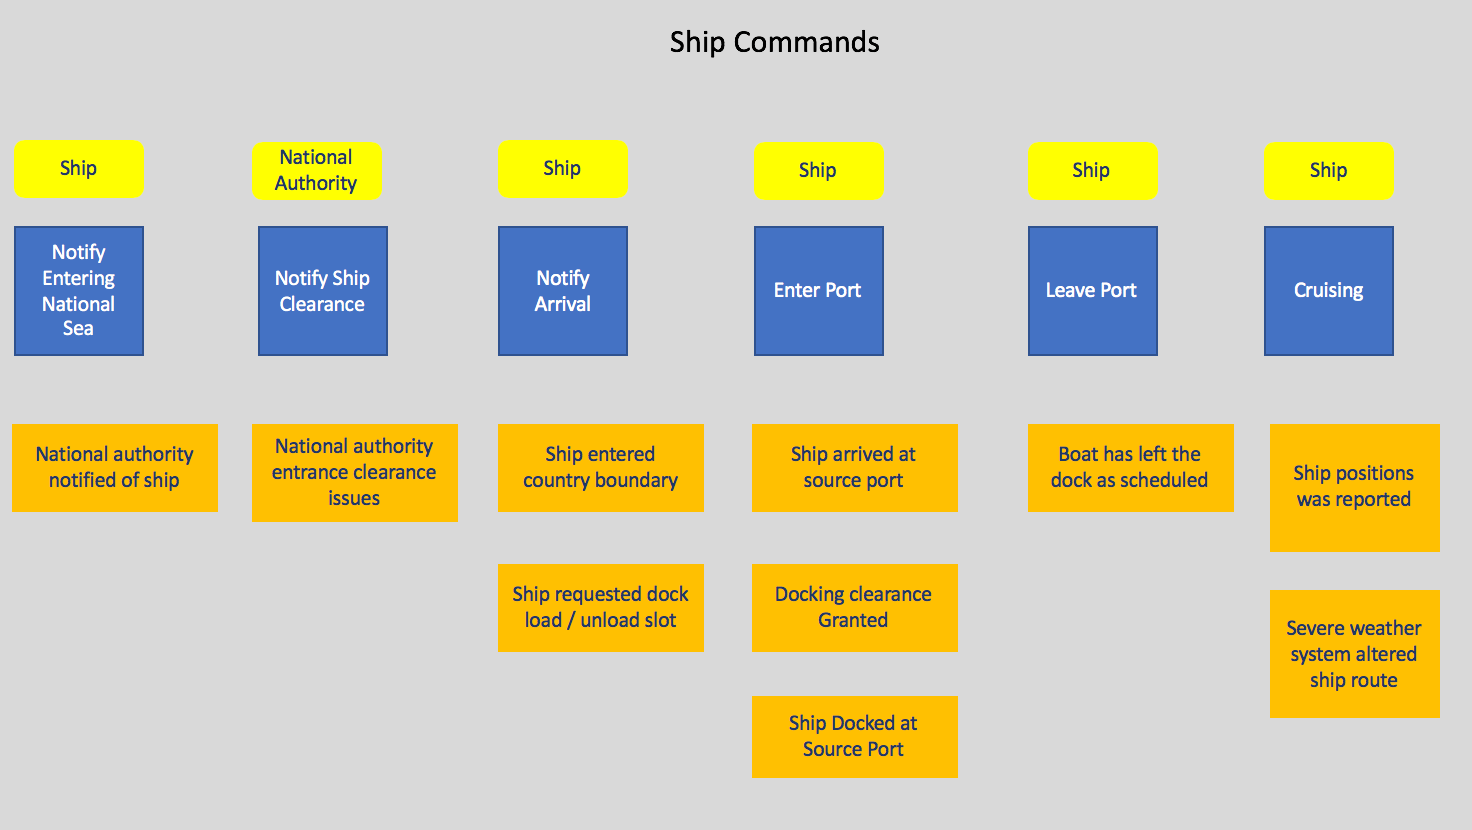 Ship Commands
Ship
National
Authority
Ship
Ship
Ship
Ship
Notify
Entering
National
Sea
Notify Ship
Clearance
Notify
Arrival
Enter Port
Leave Port
Cruising
National authority
notified of ship
National authority
entrance clearance
issues
Ship entered
country boundary
Ship arrived at
source port
Boat has left the
dock as scheduled
Ship positions
was reported
Ship requested dock
load / unload slot
Docking clearance
Granted
Severe weather
system altered
ship route
Ship Docked at
Source Port